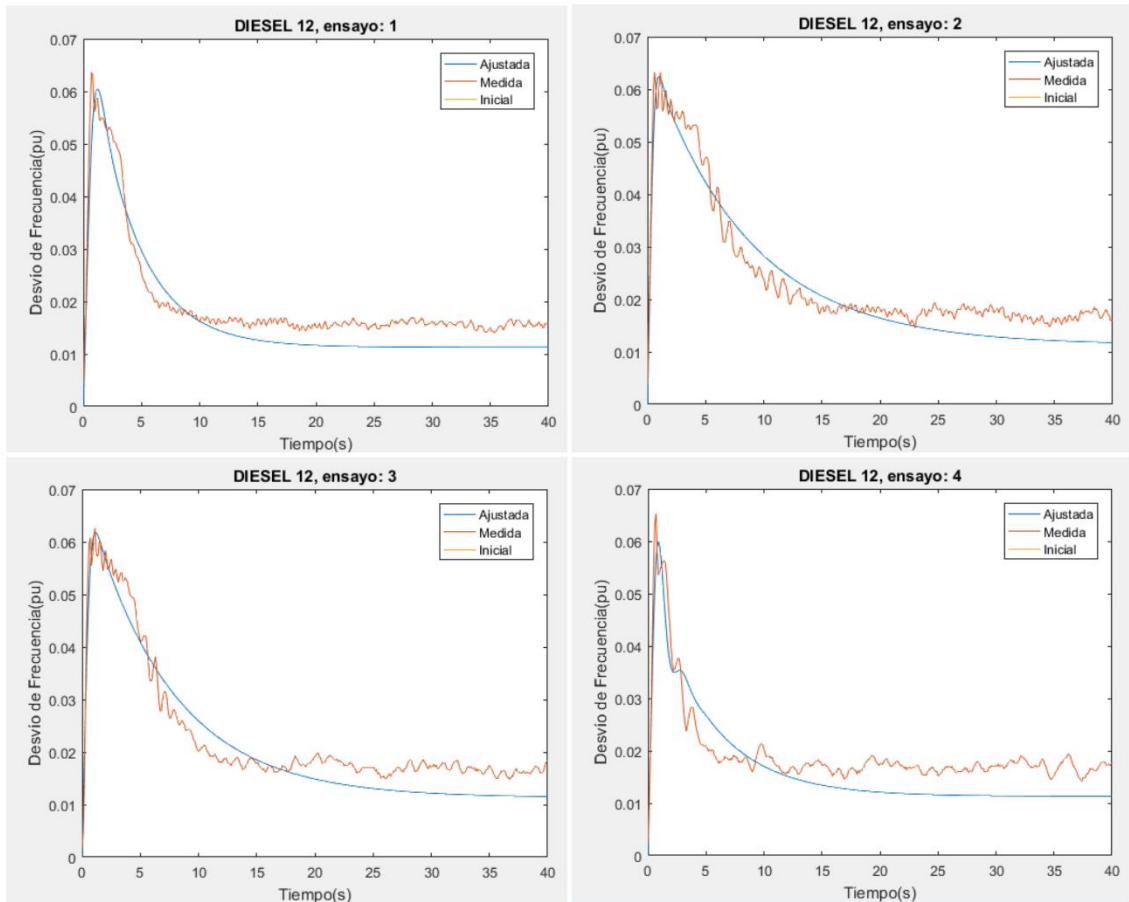 DIESEL 12, ensayo: 1
0.07
0.06
0.05
0.04
0.03
0.02
0.01
0
Desvio de Frecuencia(pu)
Ajustada
Medida
Inicial
0 5 10 15 20 25 30 35 40
Tiempo(s)
DIESEL 12, ensayo: 2
0.07
0.06
0.05
0.04
0.03
0.02
0.01
0
Desvio de Frecuencia(pu)
Ajustada
Medida
Inicial
0 5 10 15 20 25 30 35 40
Tiempo(s)
DIESEL 12, ensayo: 3
0.07
0.06
0.05
0.04
0.03
0.02
0.01
0
Desvio de Frecuencia(pu)
Ajustada
Medida
Inicial
0 5 10 15 20 25 30 35 40
Tiempo(s)
DIESEL 12, ensayo: 4
0.07
0.06
0.05
0.04
0.03
0.02
0.01
0
Desvio de Frecuencia(pu)
Ajustada
Medida
Inicial
0 5 10 15 20 25 30 35 40
Tiempo(s)